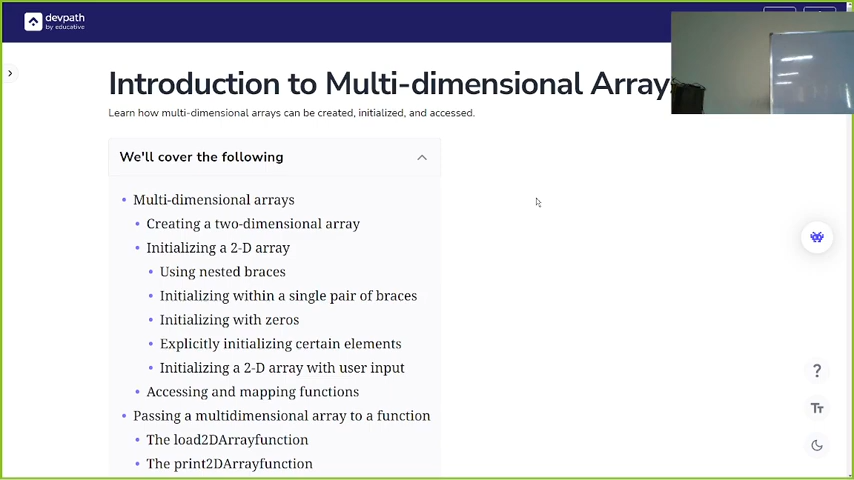 devpath
by educative
Introduction to Multi-dimensional Array
Learn how multi-dimensional arrays can be created, initialized, and accessed.
We'll cover the following
Multi-dimensional arrays
Creating a two-dimensional array
Initializing a 2-D array
Using nested braces
Initializing within a single pair of braces
Initializing with zeros
Explicitly initializing certain elements
Initializing a 2-D array with user input
Accessing and mapping functions
Passing a multidimensional array to a function
The load2DArrayfunction
The print2DArrayfunction
?
TT